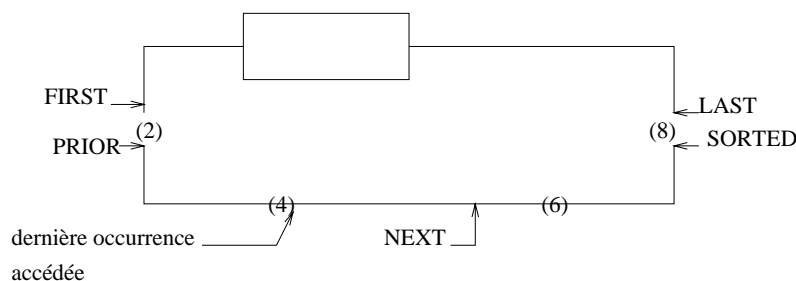 FIRST
LAST
(2)
(8)
PRIOR
SORTED
(4)
(6)
dernière occurrence
accédée
NEXT